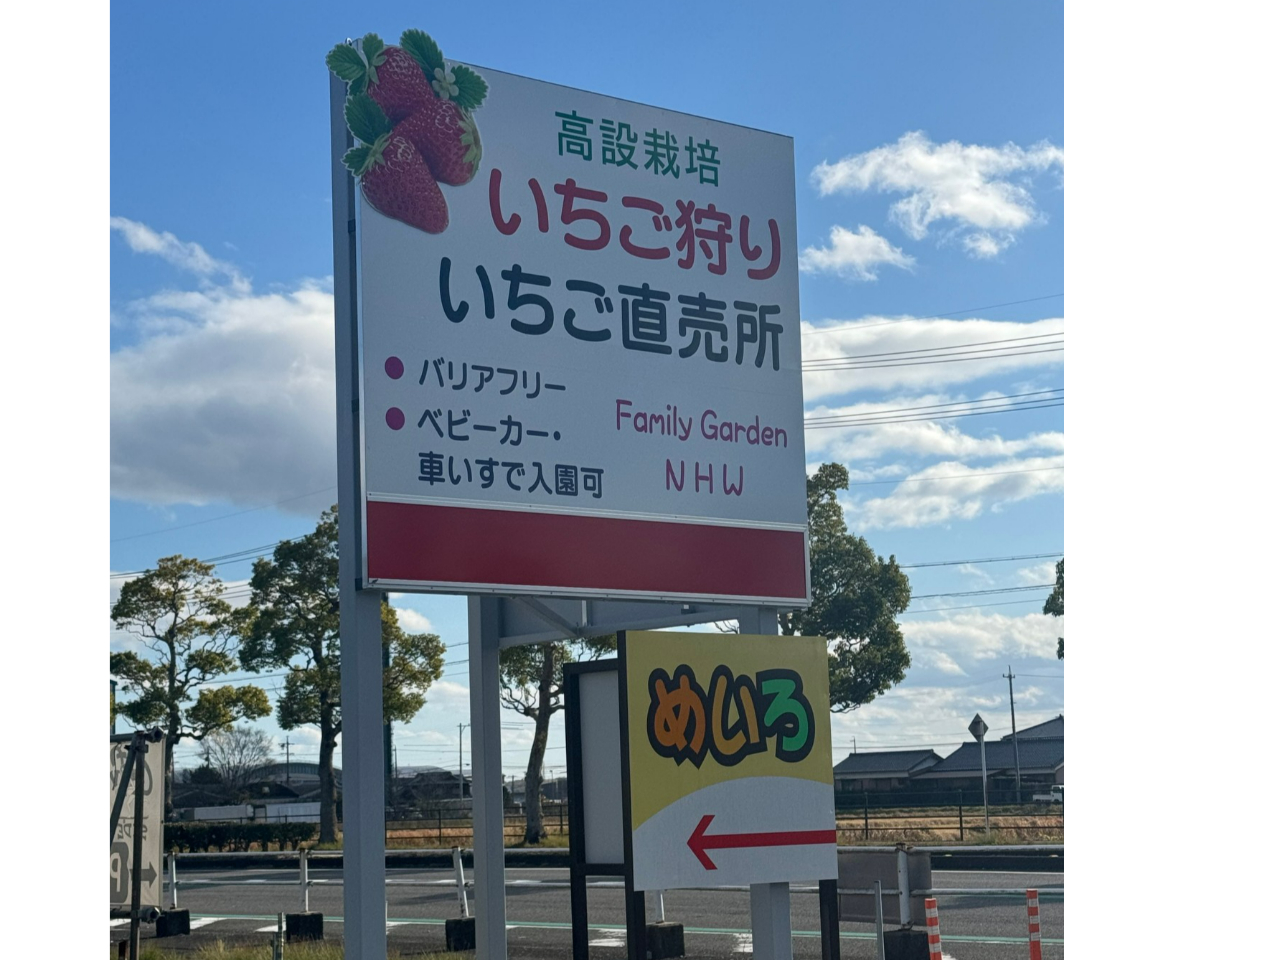 高設栽培
いちご狩り
いちご直売所
● バリアフリー
● ベビーカー・
車いすで入園可
Family Garden
NHW
めいろ